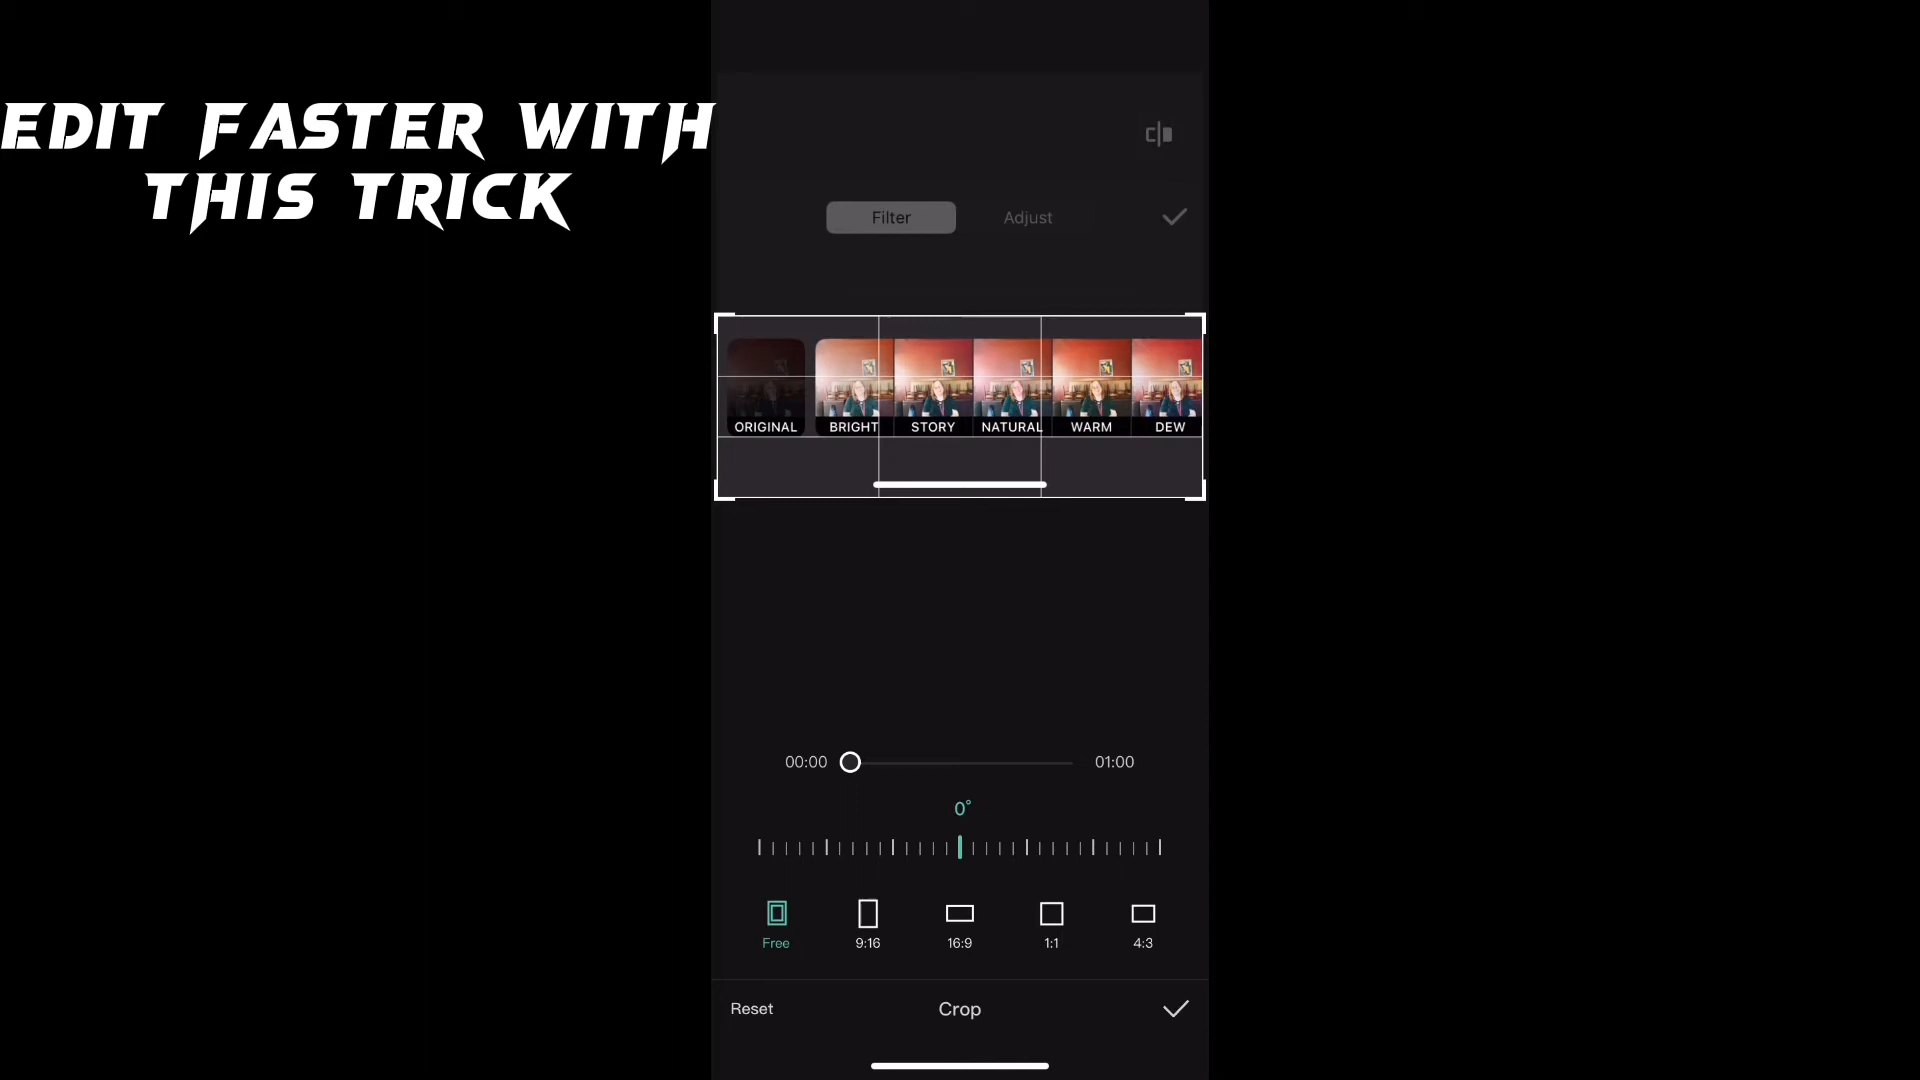 EDIT FASTER WITH
THIS TRICK
Filter Adjust
ORIGINAL BRIGHT STORY NATURAL WARM DEW
00:00 01:00
0°
Free 9:16 16:9 1:1 4:3
Reset Crop